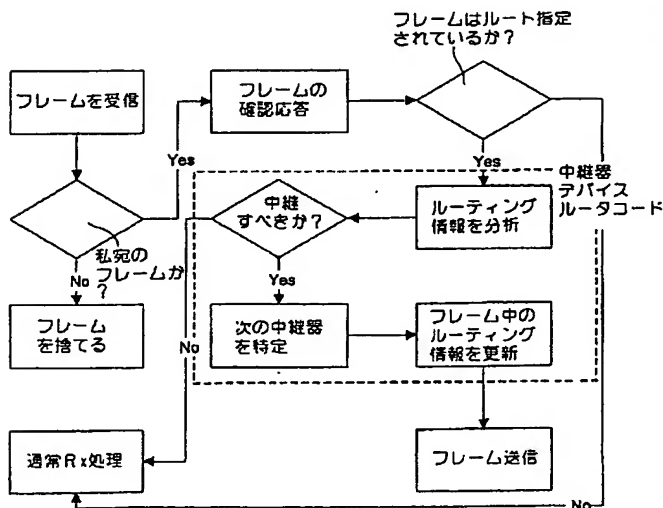 フレームはルート指定
されているか?
フレームを受信
フレームの
確認応答
Yes
Yes
中継器
デバイス
ルータコード
中継
すべきか?
ルーティング
情報を分析
私宛の
フレームか
?
No
Yes
フレーム
を捨てる
No
次の中継器
を特定
フレーム中の
ルーティング
情報を更新
通常Rx処理
フレーム送信
No